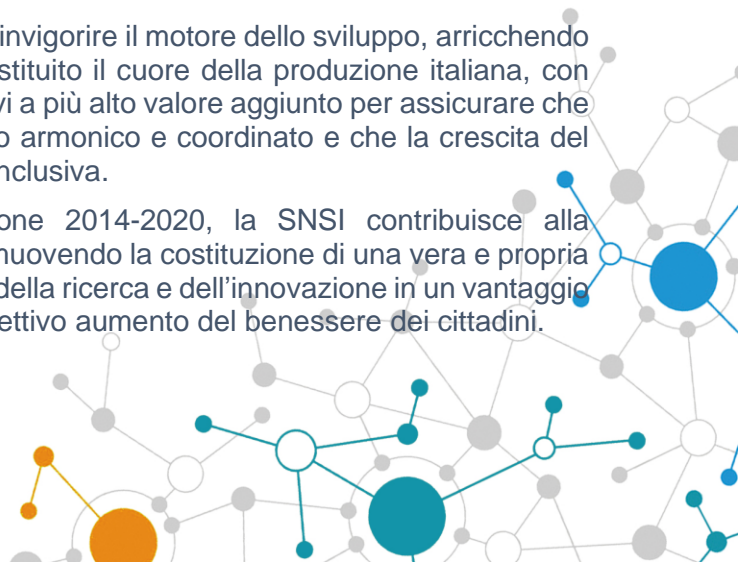 invigorire il motore dello sviluppo, arricchendo
stituito il cuore della produzione italiana, con
vi a più alto valore aggiunto per assicurare che
o armonico e coordinato e che la crescita del
nclusiva.
one 2014-2020, la SNSI contribuisce alla
muovendo la costituzione di una vera e propria
della ricerca e dell’innovazione in un vantaggio
ettivo aumento del benessere dei cittadini.